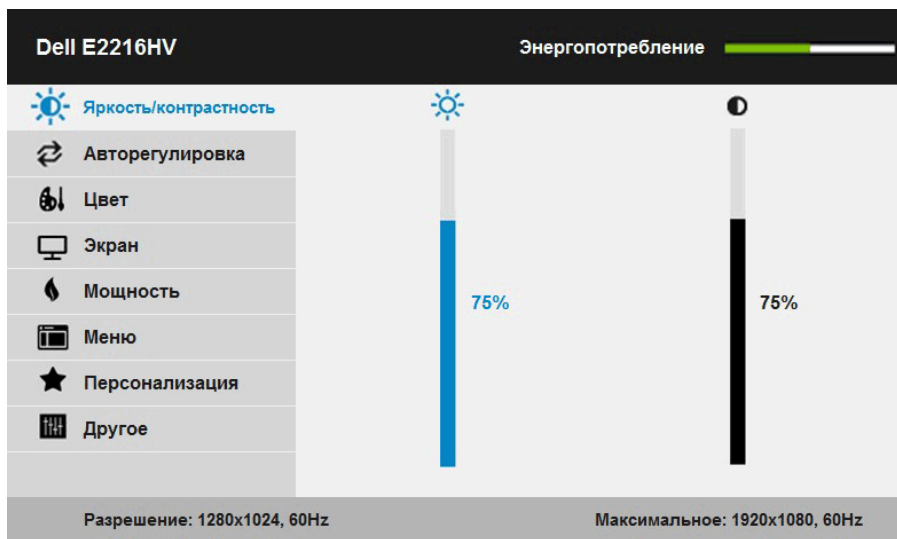 Dell E2216HV
Энергопотребление
Яркость/контрастность
Авторегулировка
Цвет
Экран
Мощность
75%
75%
Меню
Персонализация
Другое
Разрешение: 1280x1024, 60Hz
Максимальное: 1920x1080, 60Hz